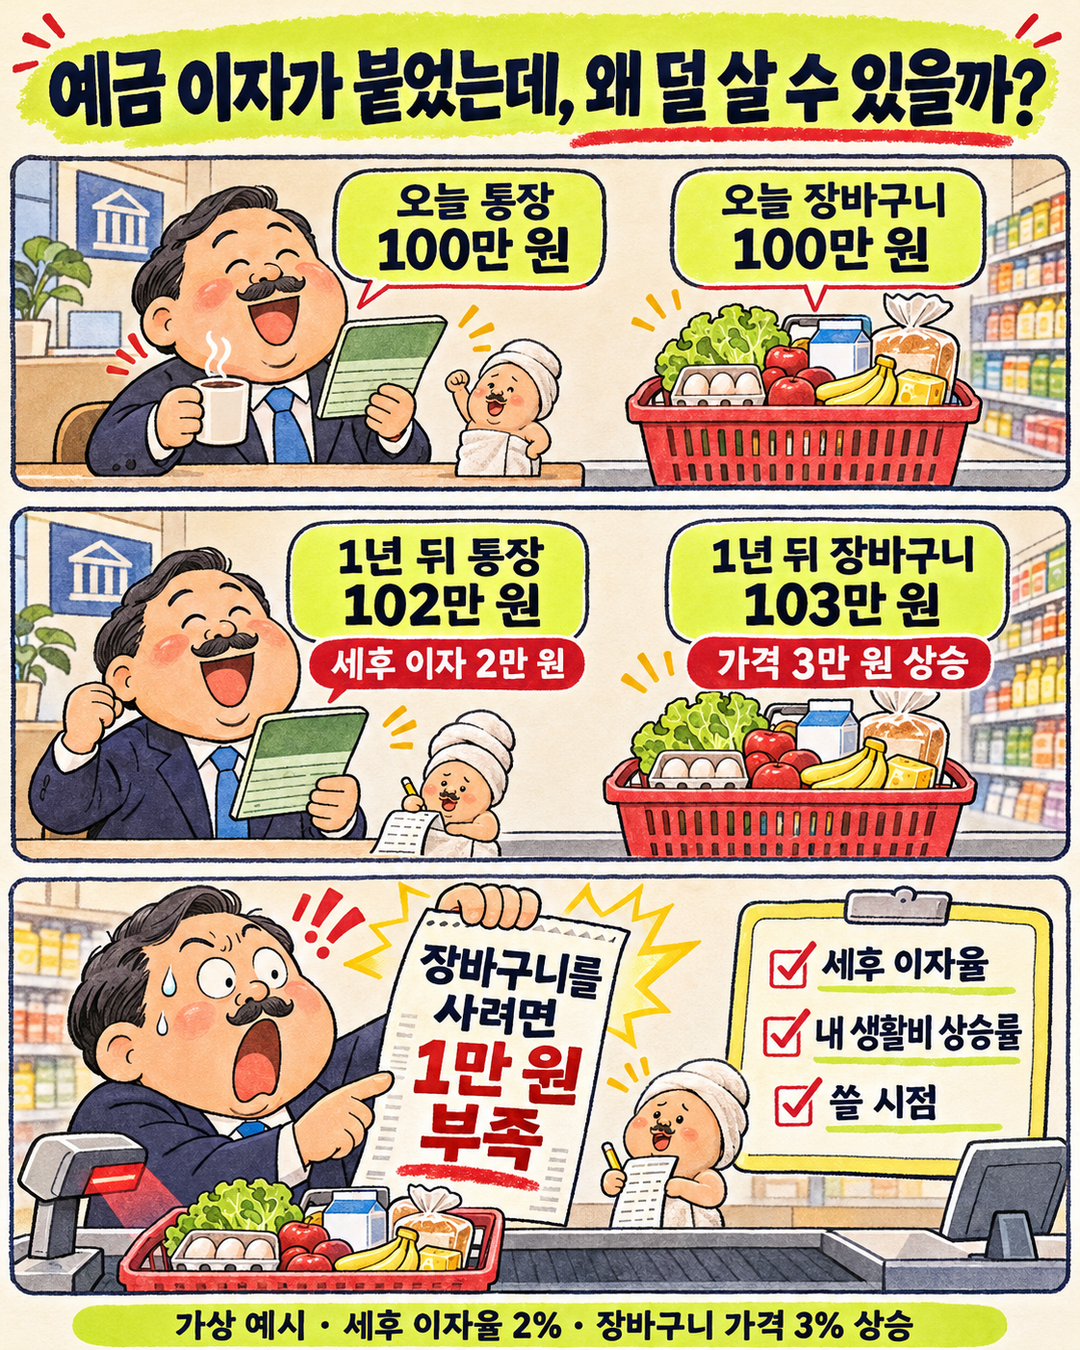 예금 이자가 붙었는데, 왜 덜 살 수 있을까?
오늘 통장
100만 원
오늘 장바구니
100만 원
1년 뒤 통장
102만 원
세후 이자 2만 원
1년 뒤 장바구니
103만 원
가격 3만 원 상승
!!!
장바구니를
사려면
1만 원
부족
세후 이자율
내 생활비 상승률
쓸 시점
가상 예시 · 세후 이자율 2% · 장바구니 가격 3% 상승